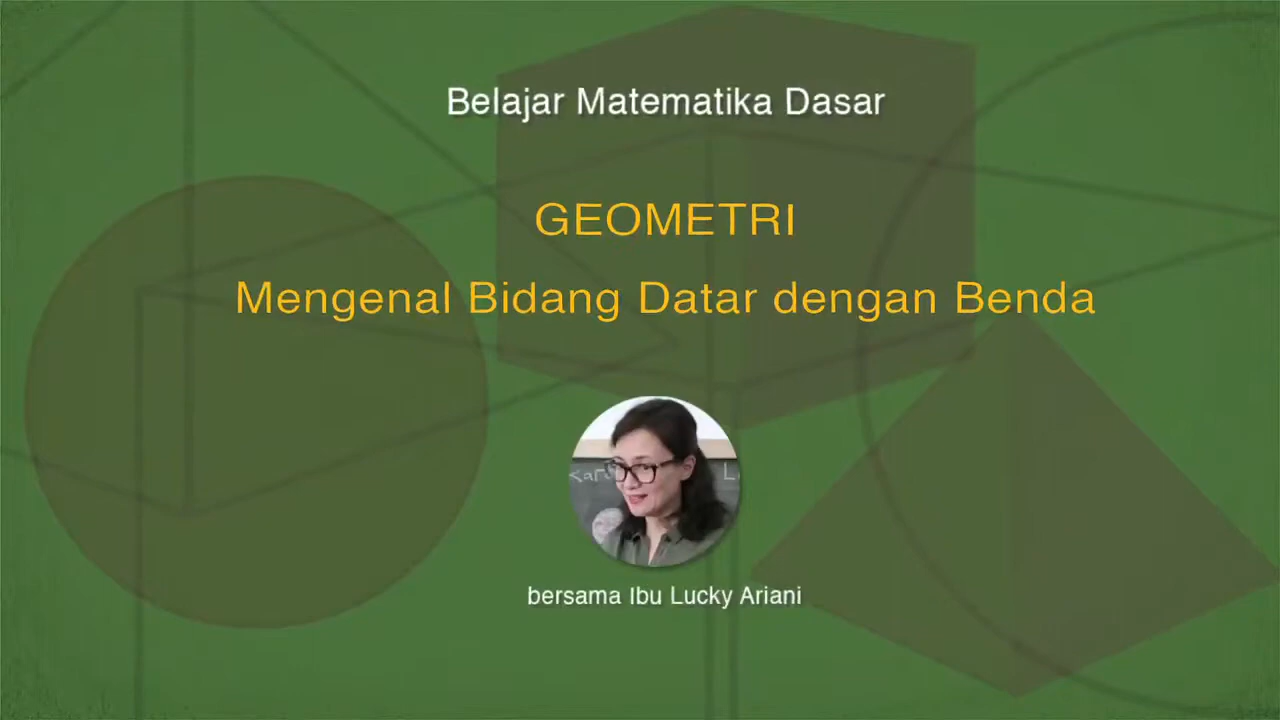 Belajar Matematika Dasar
GEOMETRI
Mengenal Bidang Datar dengan Benda
bersama Ibu Lucky Ariani